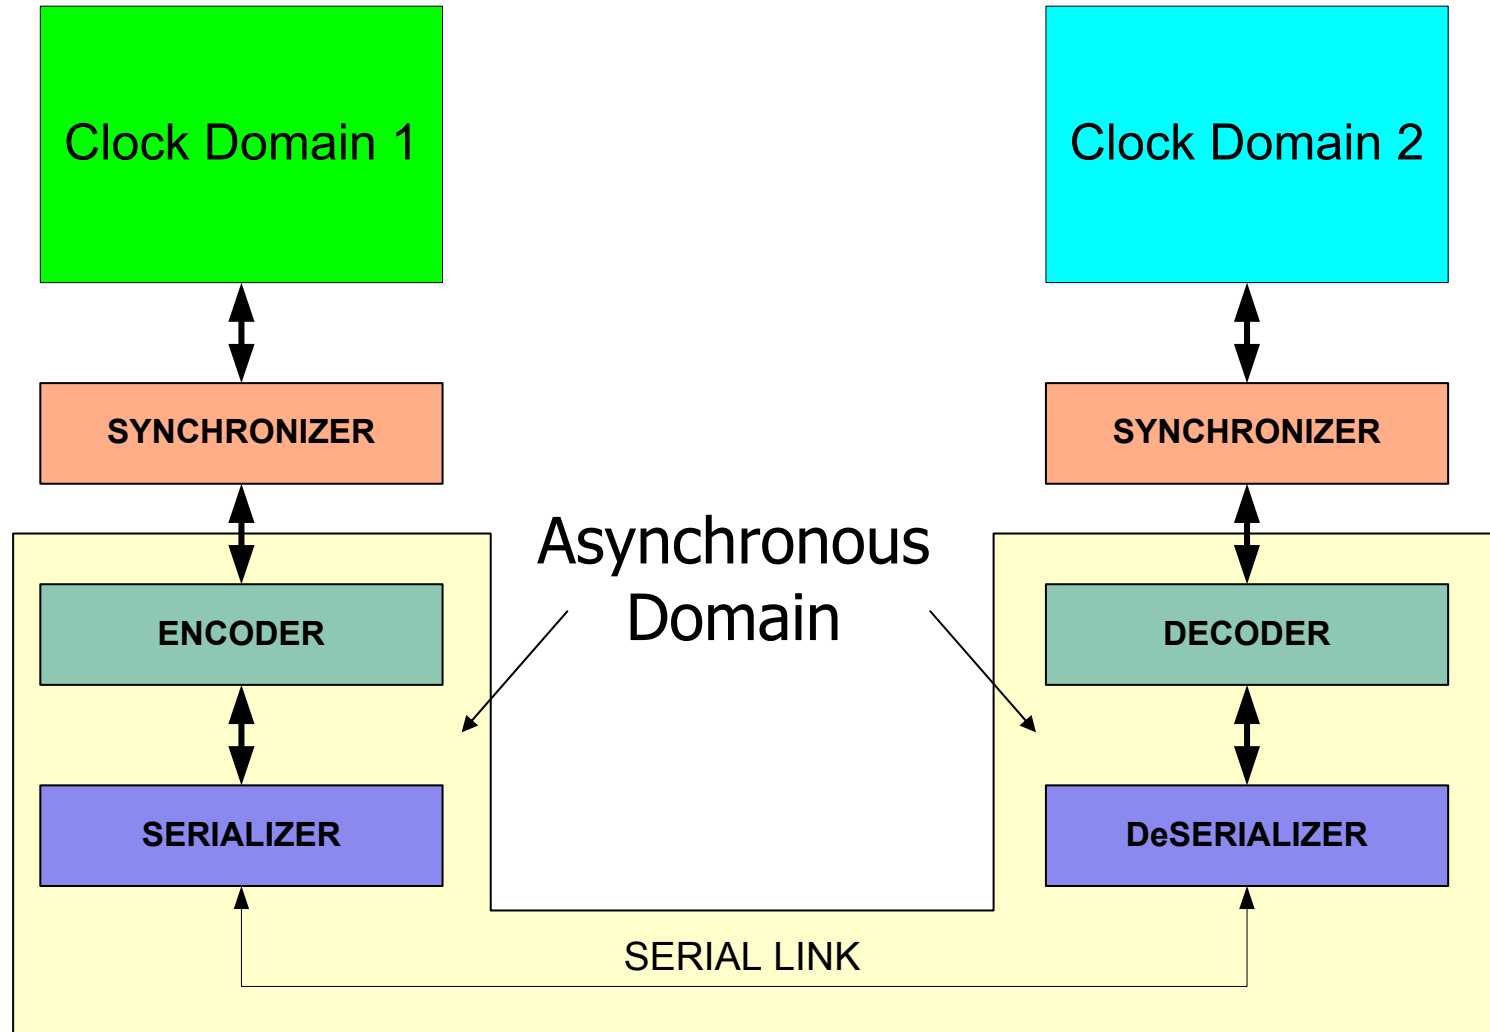 Clock Domain 1
Clock Domain 2
SYNCHRONIZER
SYNCHRONIZER
Asynchronous
Domain
ENCODER
DECODER
SERIALIZER
DeSERIALIZER
SERIAL LINK